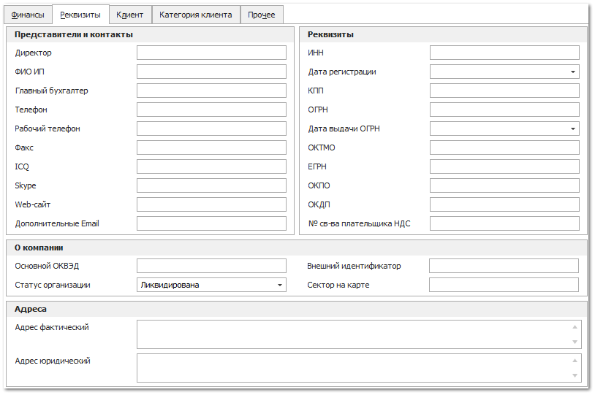 Финансы Реквизиты Клиент Категория клиента Прочее
Представители и контакты
Директор
ФИО ИП
Главный бухгалтер
Телефон
Рабочий телефон
Факс
ICQ
Skype
Web-сайт
Дополнительные Email
Реквизиты
ИНН
Дата регистрации
КПП
ОГРН
Дата выдачи ОГРН
ОКТМО
ЕГРН
ОКПО
ОКДП
№ св-ва плательщика НДС
О компании
Основной ОКВЭД
Внешний идентификатор
Статус организации Ликвидирована
Сектор на карте
Адреса
Адрес фактический
Адрес юридический